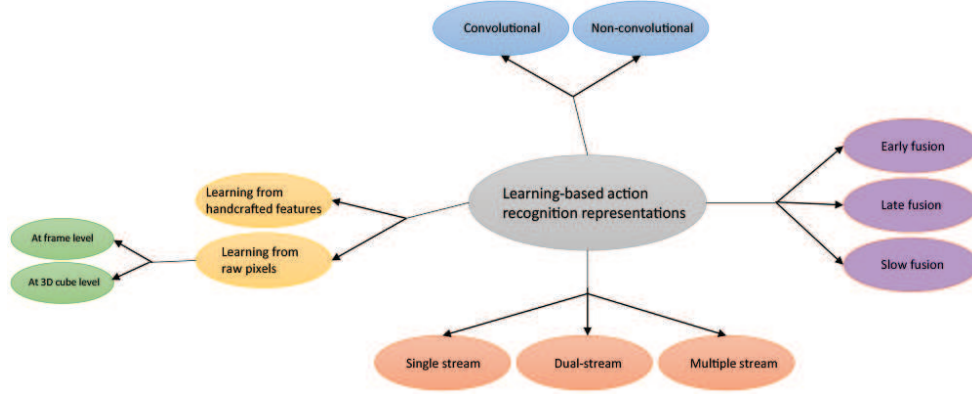 Convolutional
Non-convolutional
Early fusion
Learning-based action
recognition representations
Learning from
handcrafted features
Late fusion
At frame level
Learning from
raw pixels
Slow fusion
At 3D cube level
Single stream
Dual-stream
Multiple stream